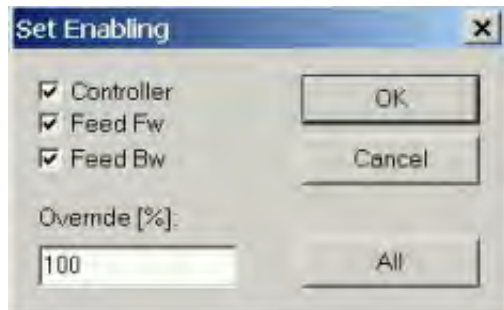 Set Enabling
Controller
OK
Feed Fw
Feed Bw
Cancel
Override [%]:
100
All